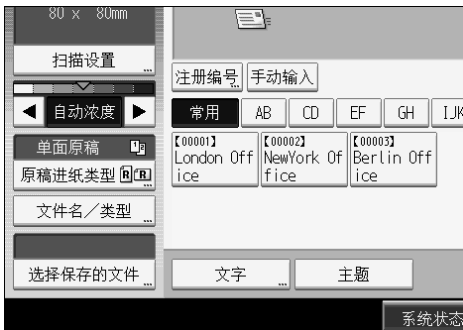 80 × 80mm
扫描设置
注册编号 手动输入
自动浓度
常用 AB CD EF GH IJK
单面原稿
原稿进纸类型
[00001] [00002] [00003]
London Off NewYork Of Berlin Off
ice ffice ice
文件名／类型
选择保存的文件 文字 主题
系统状态